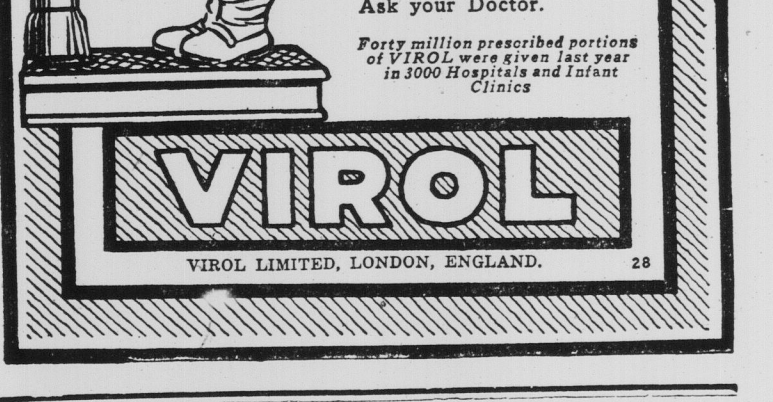 Ask your Doctor.
Forty million prescribed portions
of VIROL were given last year
in 3000 Hospitals and Infant
Clinics
VIROL
VIROL LIMITED, LONDON, ENGLAND.
28